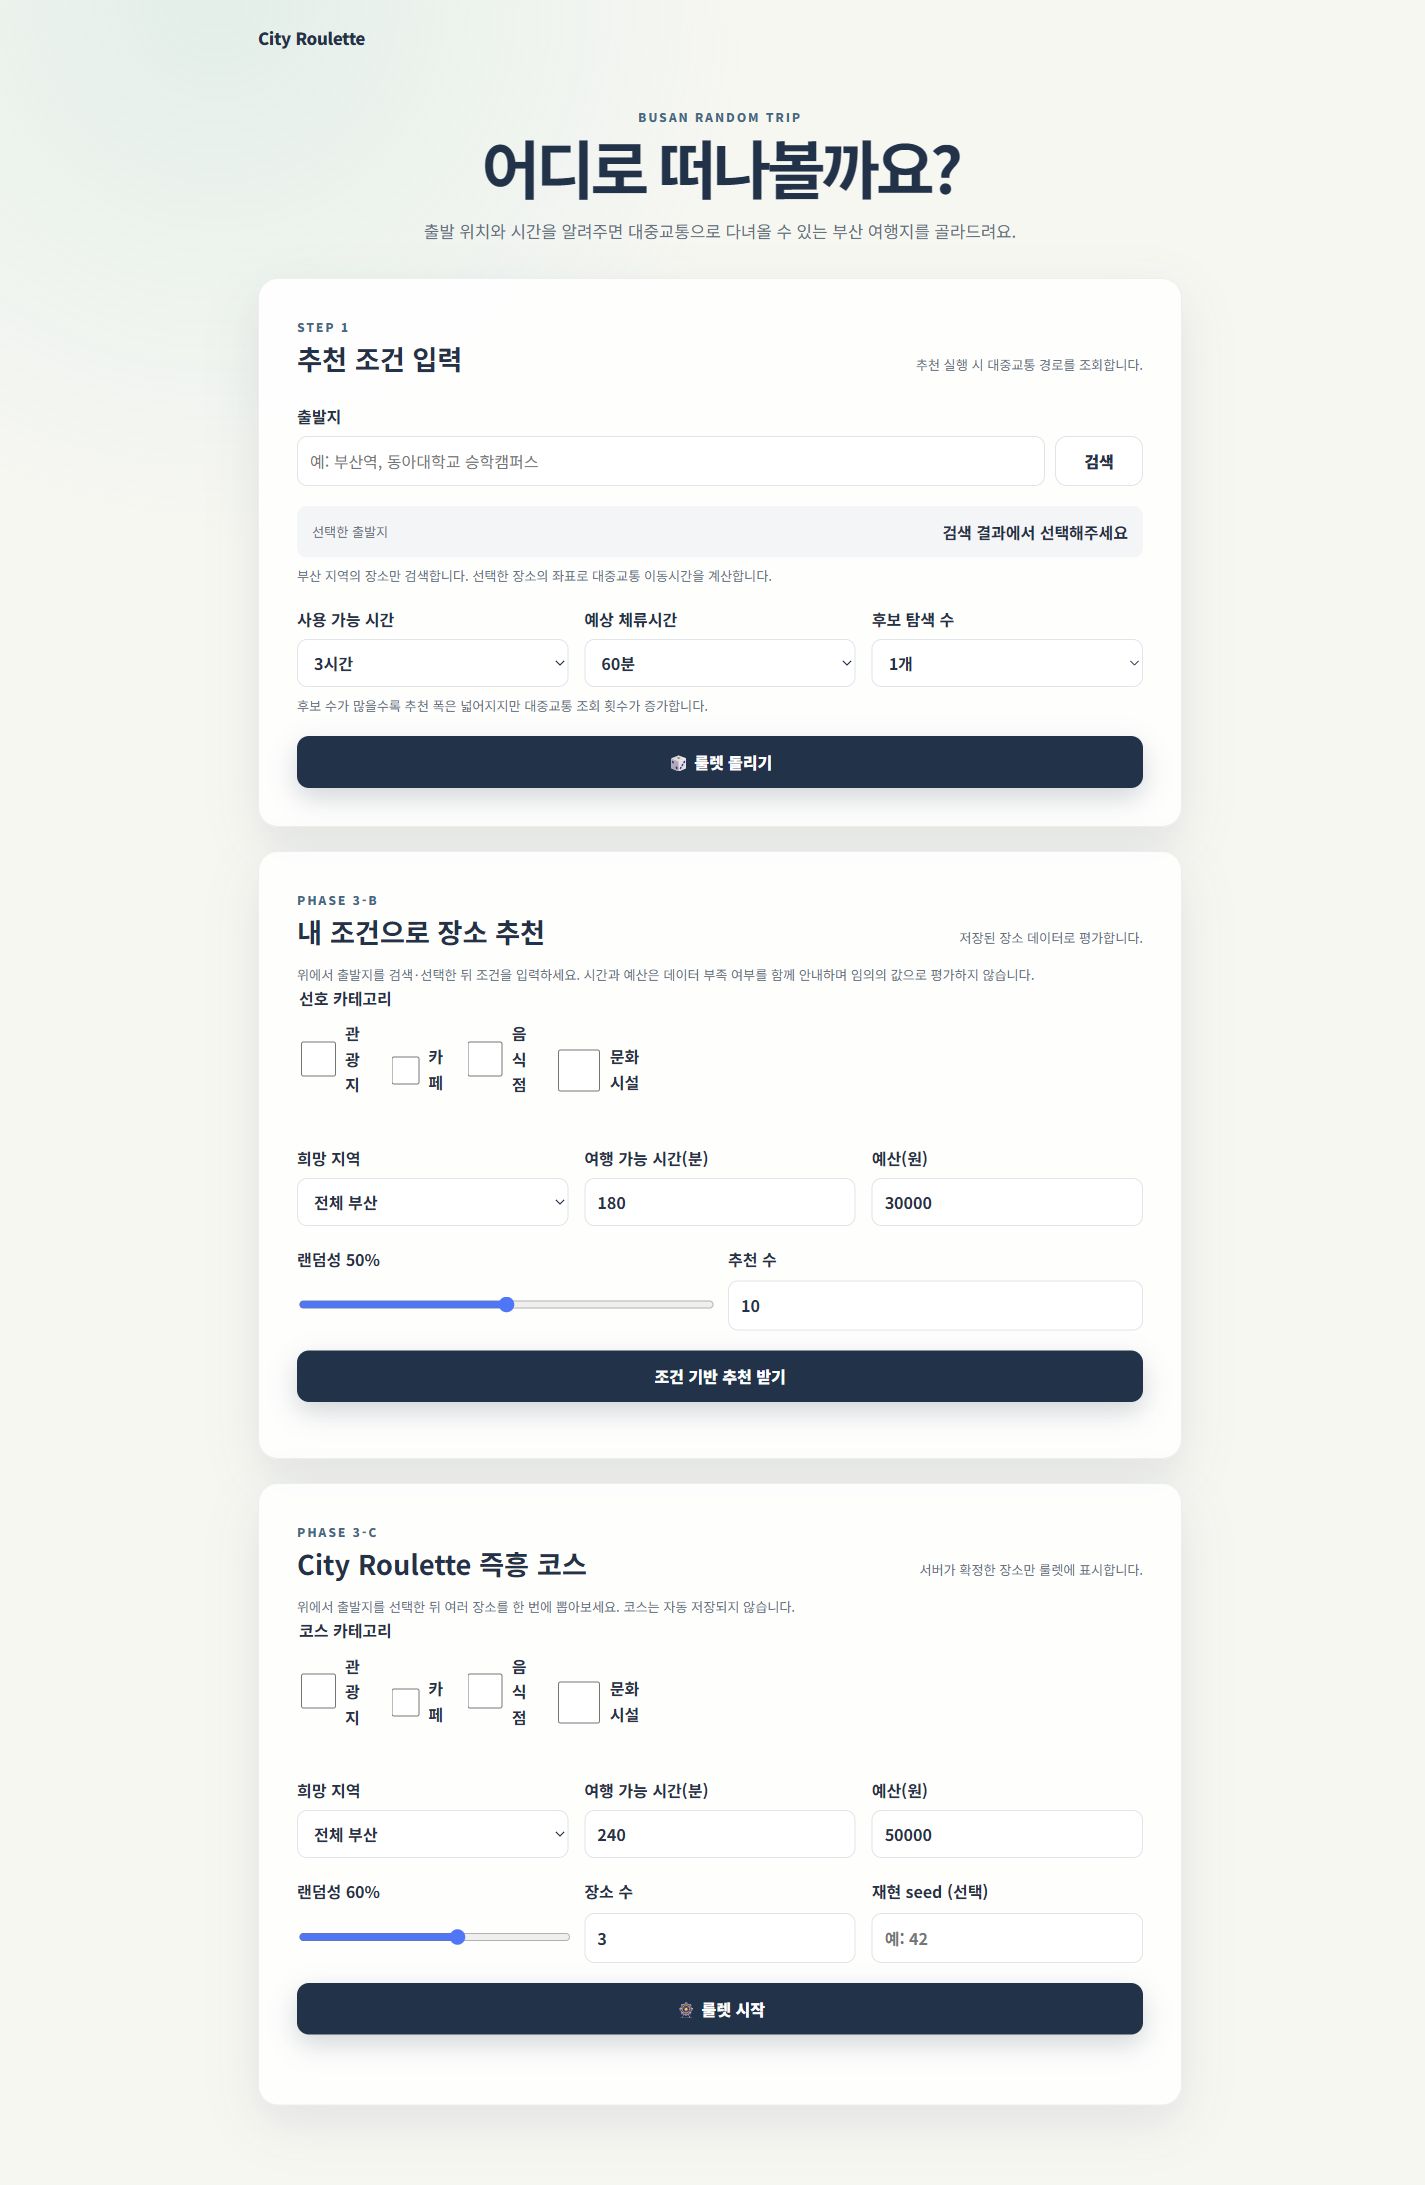 City Roulette
BUSAN RANDOM TRIP
어디로 떠나볼까요?
출발 위치와 시간을 알려주면 대중교통으로 다녀올 수 있는 부산 여행지를 골라드려요.
STEP 1
추천 조건 입력
추천 실행 시 대중교통 경로를 조회합니다.
출발지
예: 부산역, 동아대학교 승학캠퍼스
검색
선택한 출발지
검색 결과에서 선택해주세요
부산 지역의 장소만 검색합니다. 선택한 장소의 좌표로 대중교통 이동시간을 계산합니다.
사용 가능 시간
예상 체류시간
후보 탐색 수
3시간
60분
1개
후보 수가 많을수록 추천 폭은 넓어지지만 대중교통 조회 횟수가 증가합니다.
🎲 룰렛 돌리기
PHASE 3-B
내 조건으로 장소 추천
저장된 장소 데이터로 평가합니다.
위에서 출발지를 검색·선택한 뒤 조건을 입력하세요. 시간과 예산은 데이터 부족 여부를 함께 안내하며 임의의 값으로 평가하지 않습니다.
선호 카테고리
관
광
지
카
페
음
식
점
문화
시설
희망 지역
여행 가능 시간(분)
예산(원)
전체 부산
180
30000
랜덤성 50%
추천 수
10
조건 기반 추천 받기
PHASE 3-C
City Roulette 즉흥 코스
서버가 확정한 장소만 룰렛에 표시합니다.
위에서 출발지를 선택한 뒤 여러 장소를 한 번에 뽑아보세요. 코스는 자동 저장되지 않습니다.
코스 카테고리
관
광
지
카
페
음
식
점
문화
시설
희망 지역
여행 가능 시간(분)
예산(원)
전체 부산
240
50000
랜덤성 60%
장소 수
재현 seed (선택)
3
예: 42
🎡 룰렛 시작